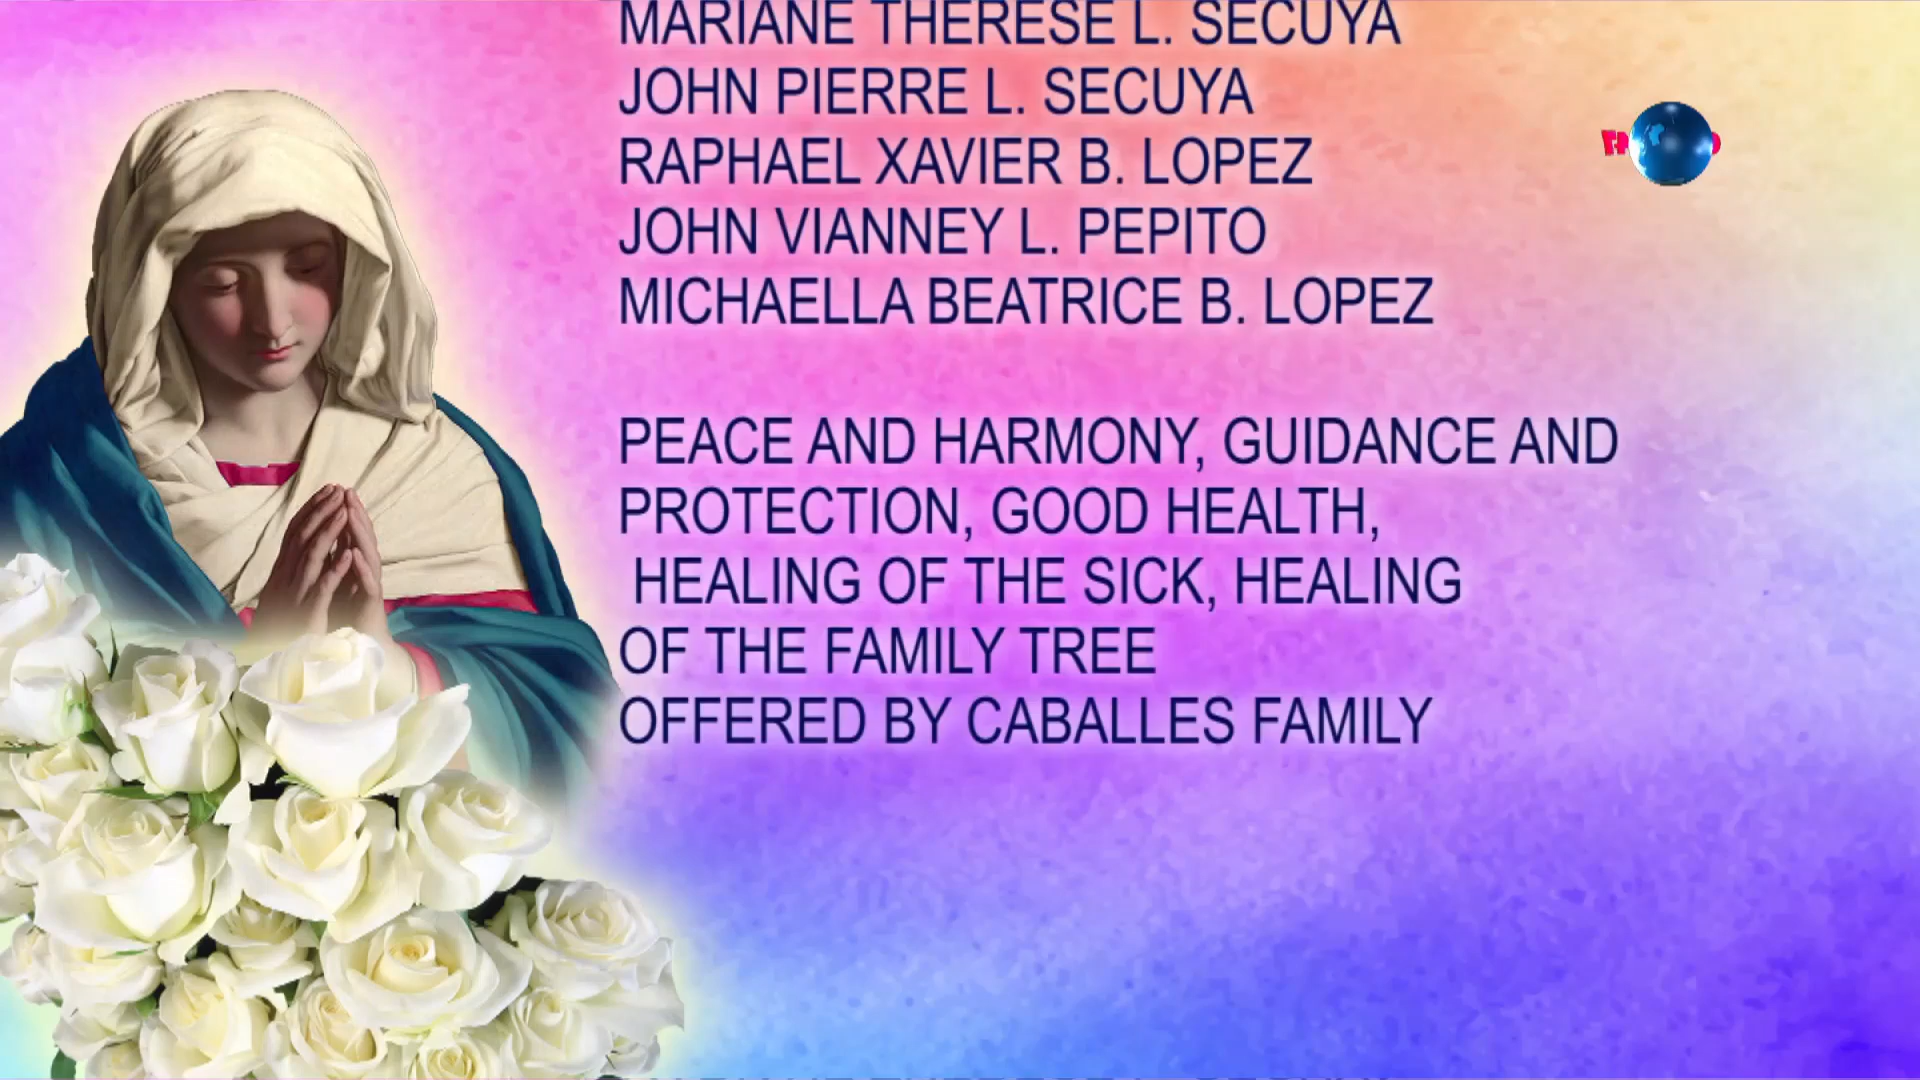 MARIANE THERESE L. SECUYA
JOHN PIERRE L. SECUYA
RAPHAEL XAVIER B. LOPEZ
JOHN VIANNEY L. PEPITO
MICHAELLA BEATRICE B. LOPEZ
PEACE AND HARMONY, GUIDANCE AND
PROTECTION, GOOD HEALTH,
HEALING OF THE SICK, HEALING
OF THE FAMILY TREE
OFFERED BY CABALLES FAMILY